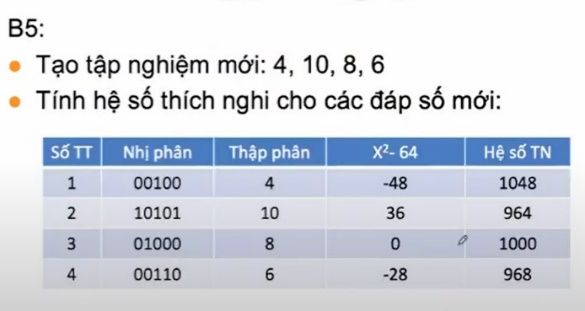 B5:
• Tạo tập nghiệm mới: 4, 10, 8, 6
• Tính hệ số thích nghi cho các đáp số mới:
Số TT Nhị phân Thập phân X²- 64 Hệ số TN
1 00100 4 -48 1048
2 10101 10 36 964
3 01000 8 0 1000
4 00110 6 -28 968